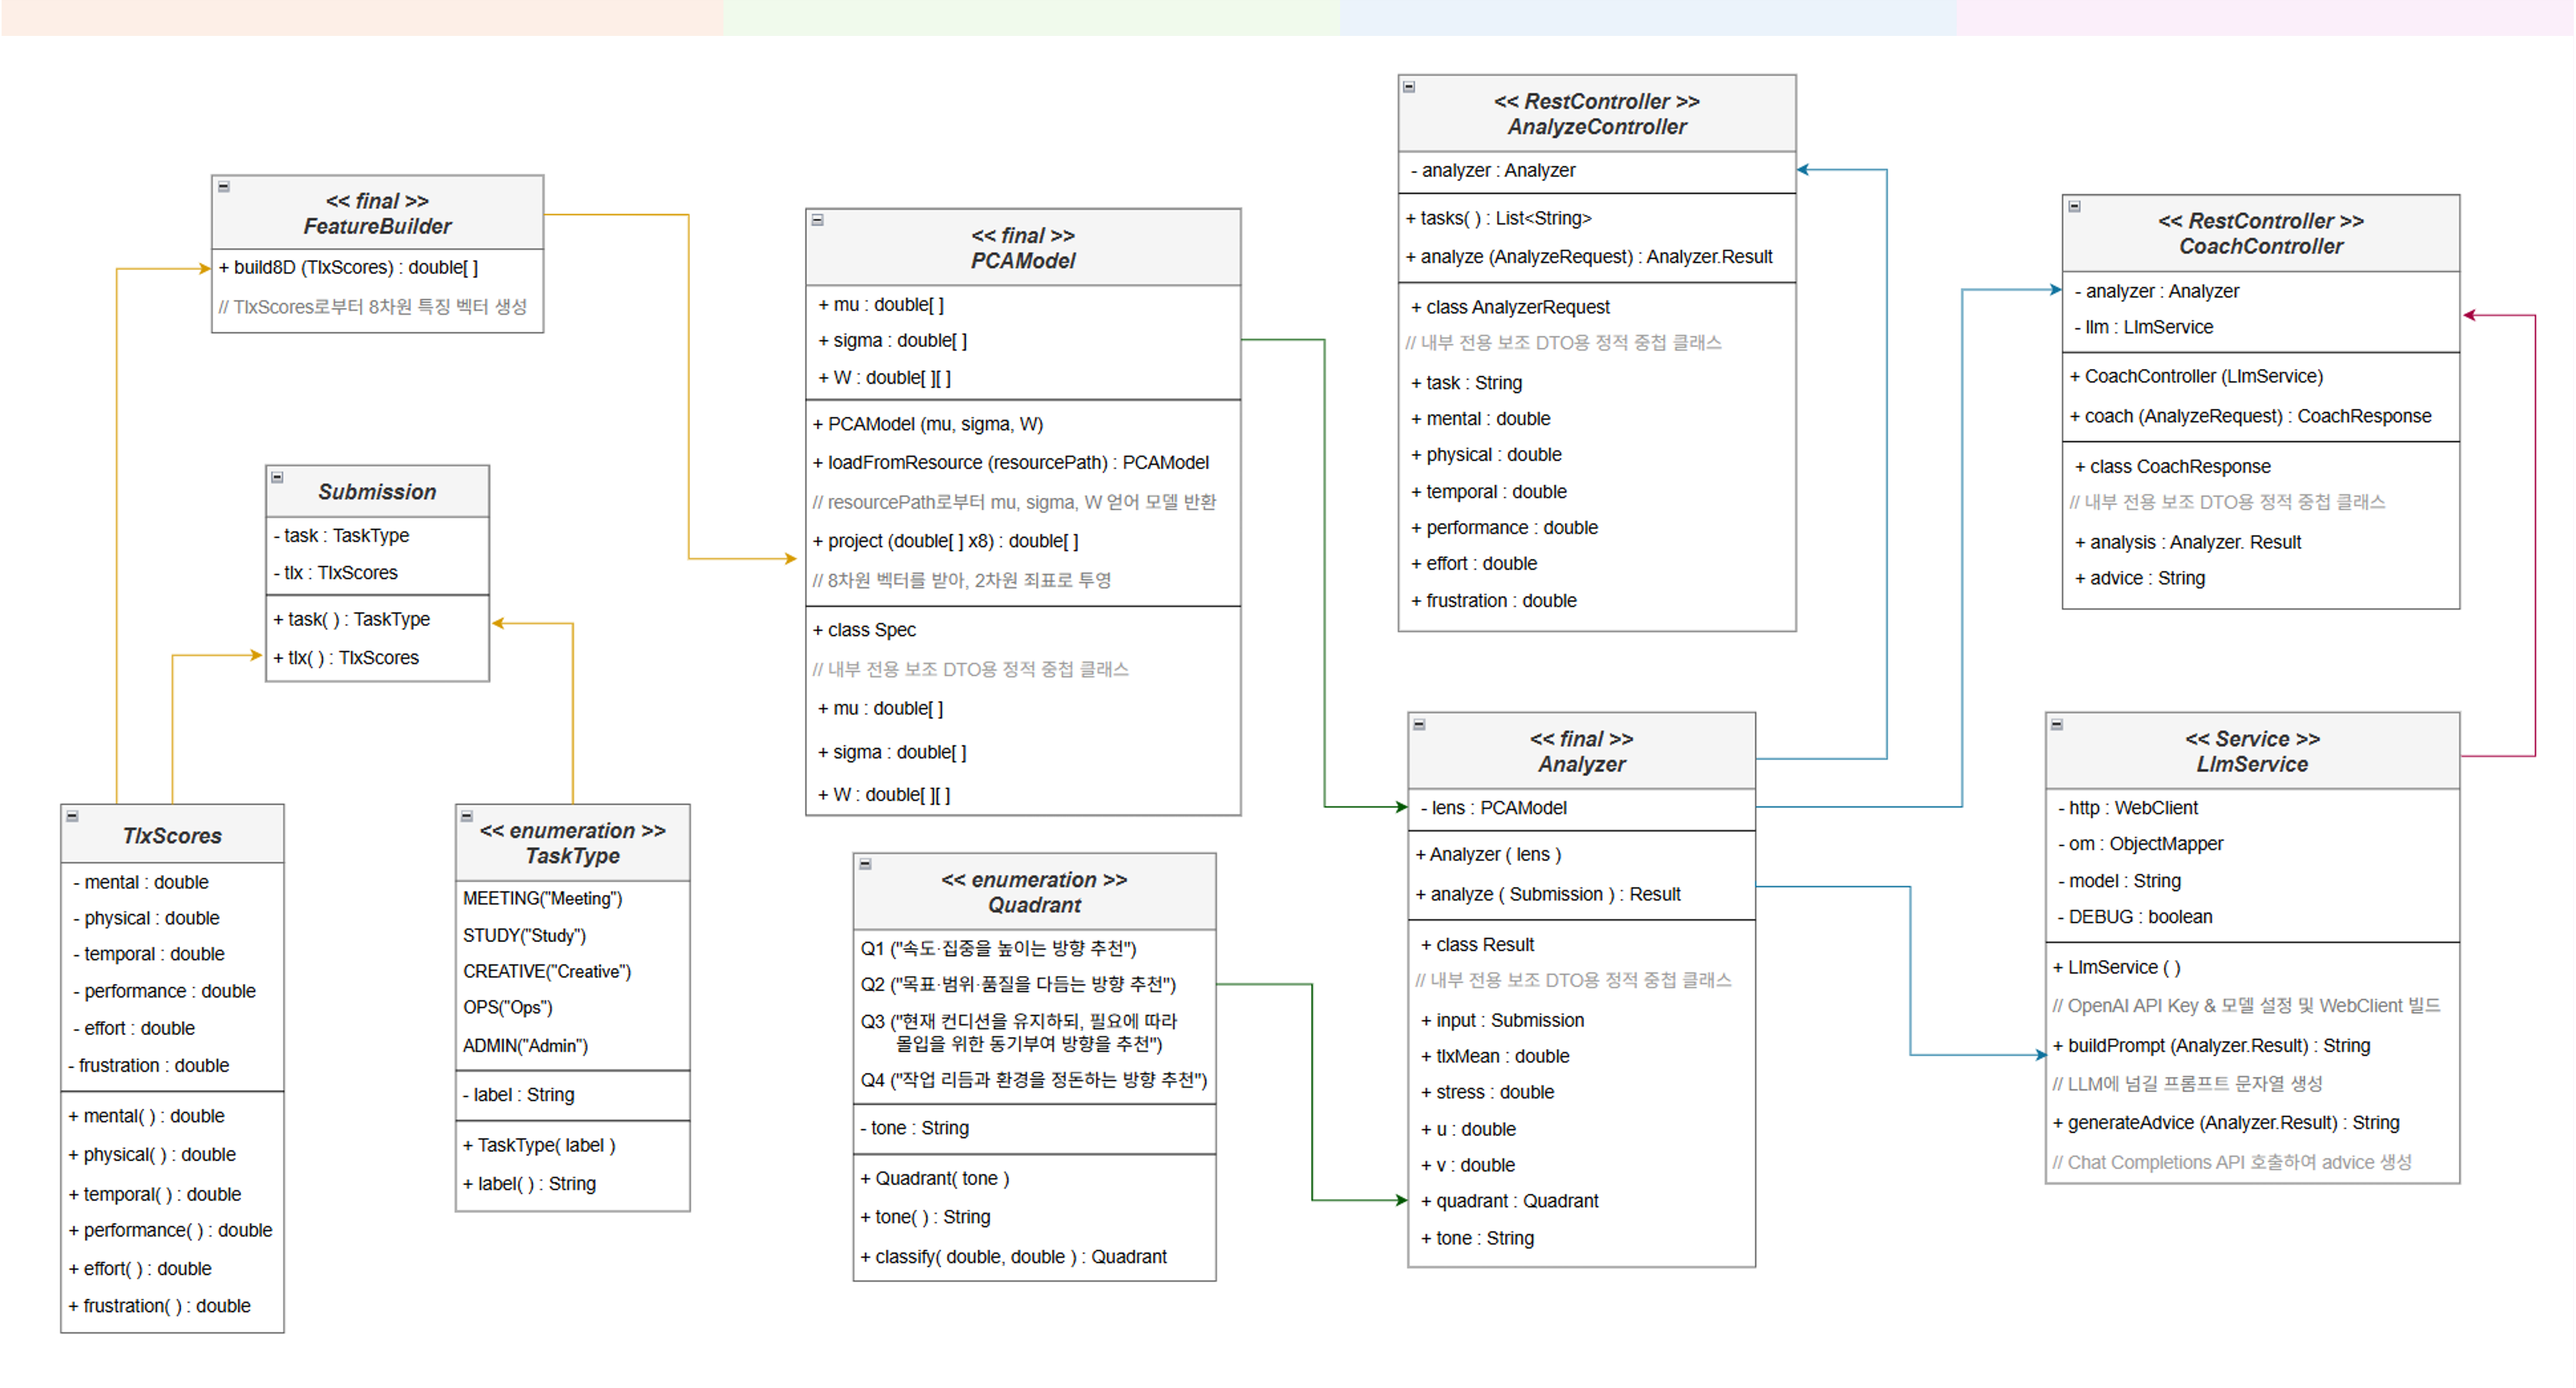 << final >>
FeatureBuilder
+ build8D (TlxScores) : double[ ]
// TlxScores로부터 8차원 특징 벡터 생성
Submission
- task : TaskType
- tlx : TlxScores
+ task( ) : TaskType
+ tlx( ) : TlxScores
TlxScores
- mental : double
- physical : double
- temporal : double
- performance : double
- effort : double
- frustration : double
+ mental( ) : double
+ physical( ) : double
+ temporal( ) : double
+ performance( ) : double
+ effort( ) : double
+ frustration( ) : double
<< enumeration >>
TaskType
MEETING("Meeting")
STUDY("Study")
CREATIVE("Creative")
OPS("Ops")
ADMIN("Admin")
- label : String
+ TaskType( label )
+ label( ) : String
<< final >>
PCAModel
+ mu : double[ ]
+ sigma : double[ ]
+ W : double[ ][ ]
+ PCAModel (mu, sigma, W)
+ loadFromResource (resourcePath) : PCAModel
// resourcePath로부터 mu, sigma, W 얻어 모델 반환
+ project (double[ ] x8) : double[ ]
// 8차원 벡터를 받아, 2차원 죄표로 투영
+ class Spec
// 내부 전용 보조 DTO용 정적 중첩 클래스
+ mu : double[ ]
+ sigma : double[ ]
+ W : double[ ][ ]
<< enumeration >>
Quadrant
Q1 ("속도·집중을 높이는 방향 추천")
Q2 ("목표·범위·품질을 다듬는 방향 추천")
Q3 ("현재 컨디션을 유지하되, 필요에 따라
몰입을 위한 동기부여 방향을 추천")
Q4 ("작업 리듬과 환경을 정돈하는 방향 추천")
- tone : String
+ Quadrant( tone )
+ tone( ) : String
+ classify( double, double ) : Quadrant
<< RestController >>
AnalyzeController
- analyzer : Analyzer
+ tasks( ) : List<String>
+ analyze (AnalyzeRequest) : Analyzer.Result
+ class AnalyzerRequest
// 내부 전용 보조 DTO용 정적 중첩 클래스
+ task : String
+ mental : double
+ physical : double
+ temporal : double
+ performance : double
+ effort : double
+ frustration : double
<< final >>
Analyzer
- lens : PCAModel
+ Analyzer ( lens )
+ analyze ( Submission ) : Result
+ class Result
// 내부 전용 보조 DTO용 정적 중첩 클래스
+ input : Submission
+ tlxMean : double
+ stress : double
+ u : double
+ v : double
+ quadrant : Quadrant
+ tone : String
<< RestController >>
CoachController
- analyzer : Analyzer
- llm : LlmService
+ CoachController (LlmService)
+ coach (AnalyzeRequest) : CoachResponse
+ class CoachResponse
// 내부 전용 보조 DTO용 정적 중첩 클래스
+ analysis : Analyzer. Result
+ advice : String
<< Service >>
LlmService
- http : WebClient
- om : ObjectMapper
- model : String
- DEBUG : boolean
+ LlmService ( )
// OpenAI API Key & 모델 설정 및 WebClient 빌드
+ buildPrompt (Analyzer.Result) : String
// LLM에 넘길 프롬프트 문자열 생성
+ generateAdvice (Analyzer.Result) : String
// Chat Completions API 호출하여 advice 생성